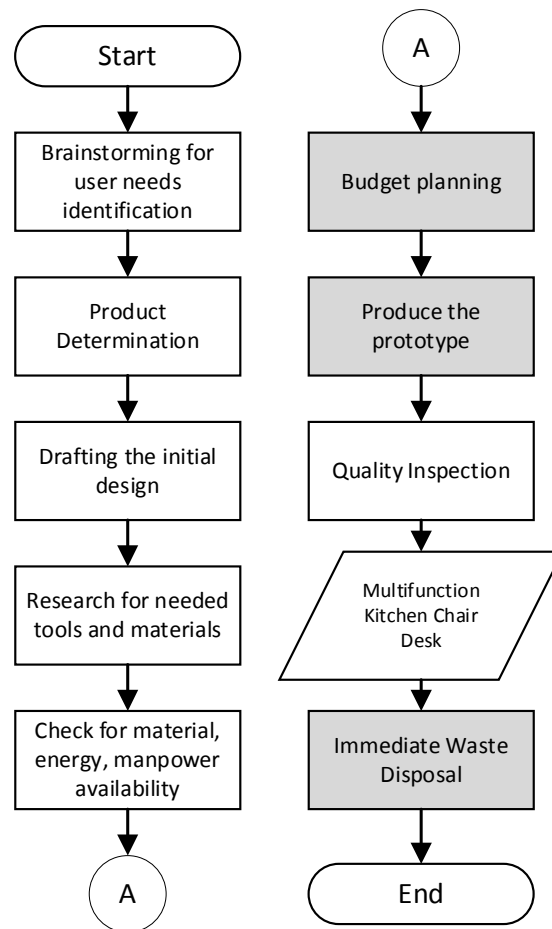 Start
Brainstorming for
user needs
identification
Product
Determination
Drafting the initial
design
Research for needed
tools and materials
Check for material,
energy, manpower
availability
A
A
Budget planning
Produce the
prototype
Quality Inspection
Multifunction
Kitchen Chair
Desk
Immediate Waste
Disposal
End